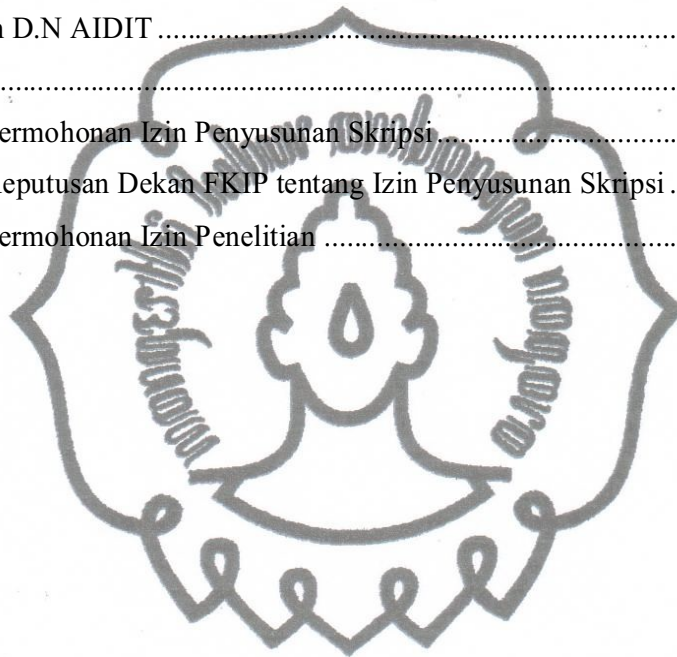 n D.N AIDIT ....................................................................................
....................................................................................................
ermohonan Izin Penyusunan Skripsi ..........................................
eputusan Dekan FKIP tentang Izin Penyusunan Skripsi .
ermohonan Izin Penelitian .........................................................